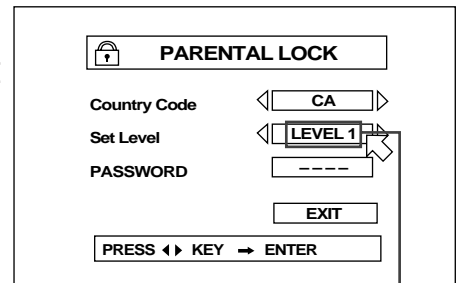 PARENTAL LOCK
Country Code CA
Set Level LEVEL 1
PASSWORD – – – –
EXIT
PRESS ◀ ▶ KEY → ENTER